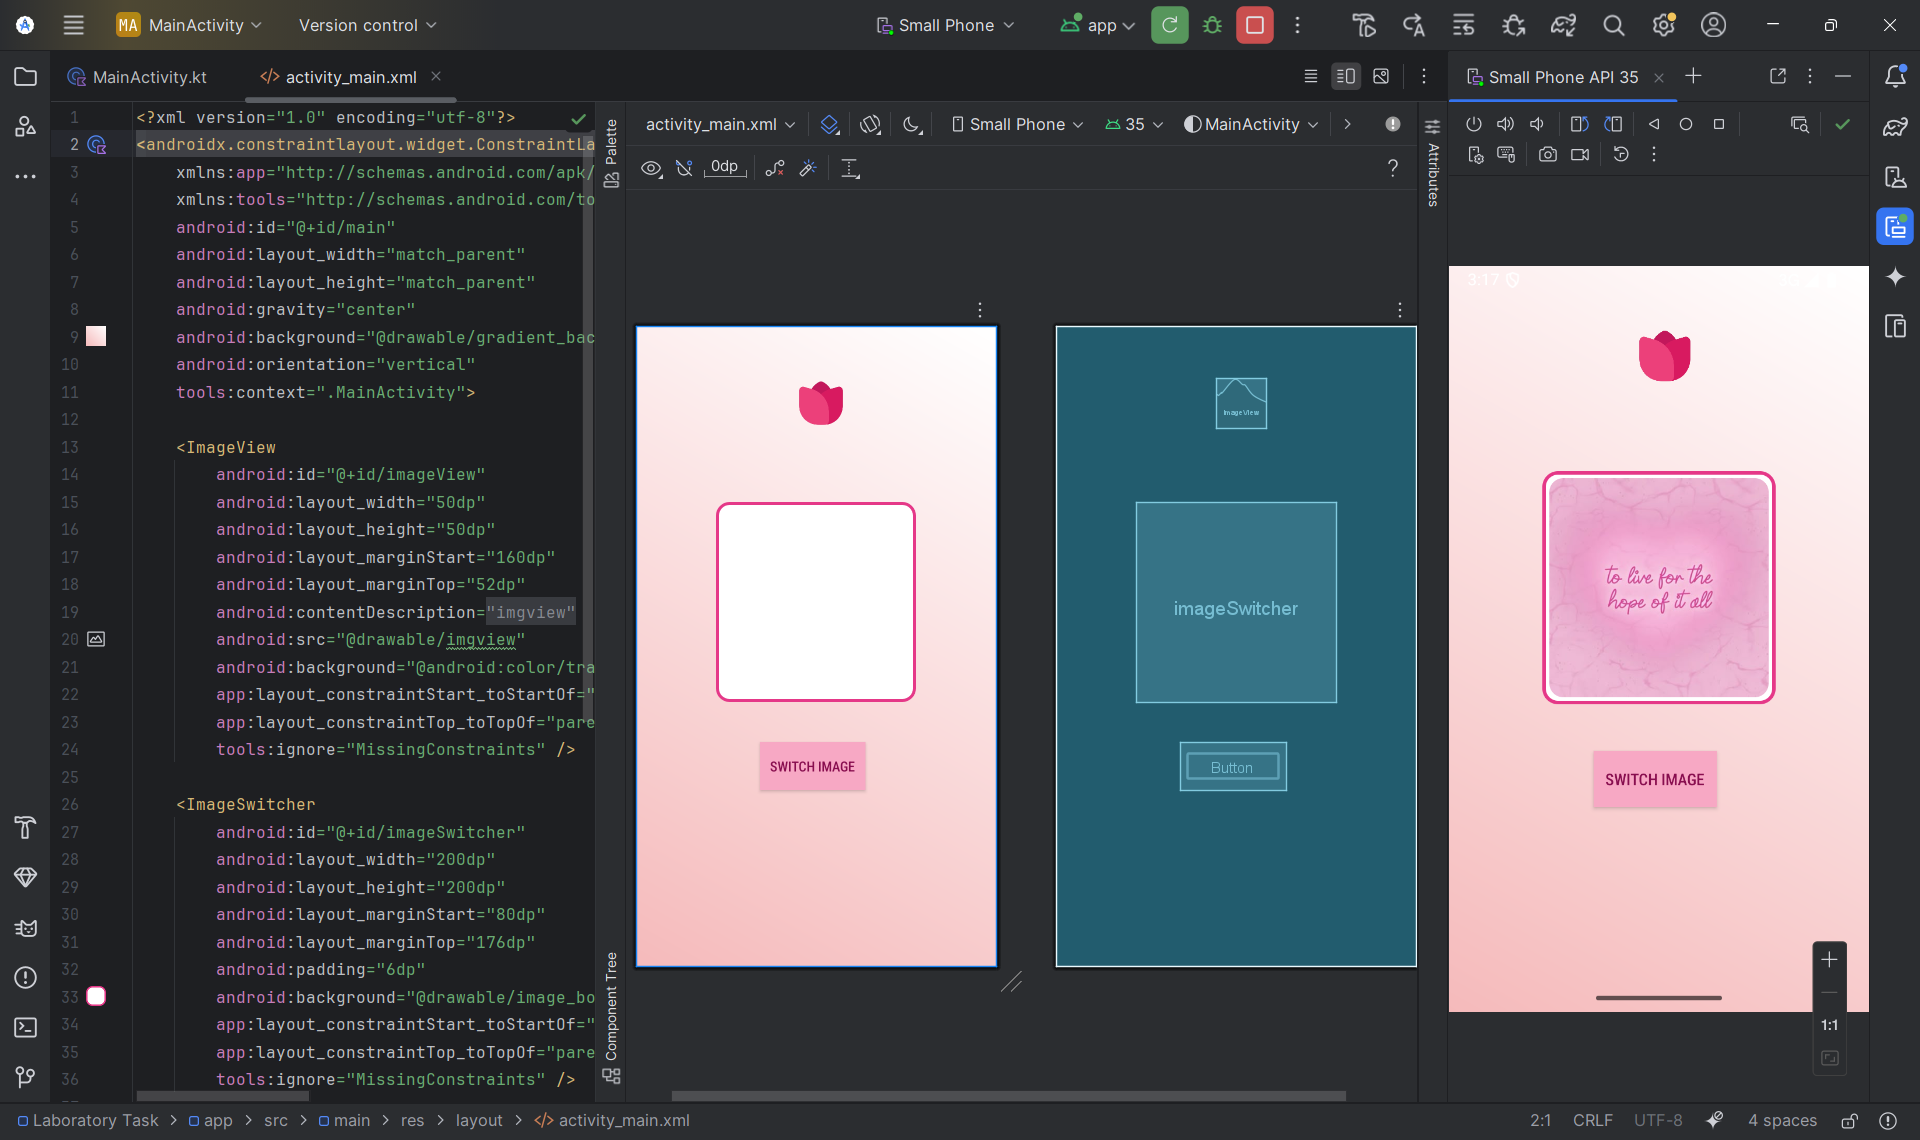 MA MainActivity Version control Small Phone app
MainActivity.kt activity_main.xml Small Phone API 35
1 <?xml version="1.0" encoding="utf-8"?>
2 <androidx.constraintlayout.widget.ConstraintLa
3 xmlns:app="http://schemas.android.com/apk/
4 xmlns:tools="http://schemas.android.com/to
5 android:id="@+id/main"
6 android:layout_width="match_parent"
7 android:layout_height="match_parent"
8 android:gravity="center"
9 android:background="@drawable/gradient_bac
10 android:orientation="vertical"
11 tools:context=".MainActivity">
12
13 <ImageView
14 android:id="@+id/imageView"
15 android:layout_width="50dp"
16 android:layout_height="50dp"
17 android:layout_marginStart="160dp"
18 android:layout_marginTop="52dp"
19 android:contentDescription="imgview"
20 android:src="@drawable/imgview"
21 android:background="@android:color/tra
22 app:layout_constraintStart_toStartOf="
23 app:layout_constraintTop_toTopOf="pare
24 tools:ignore="MissingConstraints" />
25
26 <ImageSwitcher
27 android:id="@+id/imageSwitcher"
28 android:layout_width="200dp"
29 android:layout_height="200dp"
30 android:layout_marginStart="80dp"
31 android:layout_marginTop="176dp"
32 android:padding="6dp"
33 android:background="@drawable/image_bo
34 app:layout_constraintStart_toStartOf="
35 app:layout_constraintTop_toTopOf="pare
36 tools:ignore="MissingConstraints" />
Palette
Component Tree
activity_main.xml Small Phone 35 MainActivity
0dp ?
SWITCH IMAGE
ImageView
imageSwitcher
Button
Attributes
3:17
to live for the
hope of it all
SWITCH IMAGE
1:1
Laboratory Task > app > src > main > res > layout > activity_main.xml
2:1 CRLF UTF-8 4 spaces